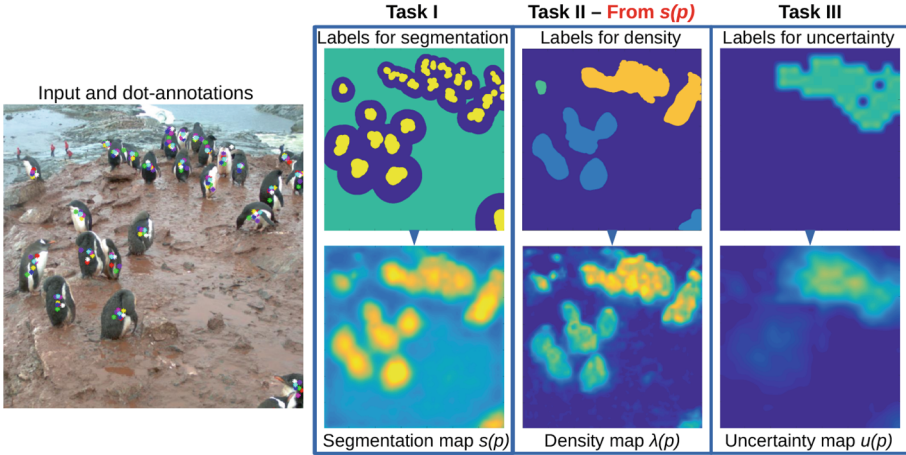 Task I
Task II – From s(p)
Task III
Labels for segmentation
Labels for density
Labels for uncertainty
Input and dot-annotations
Segmentation map s(p)
Density map λ(p)
Uncertainty map u(p)